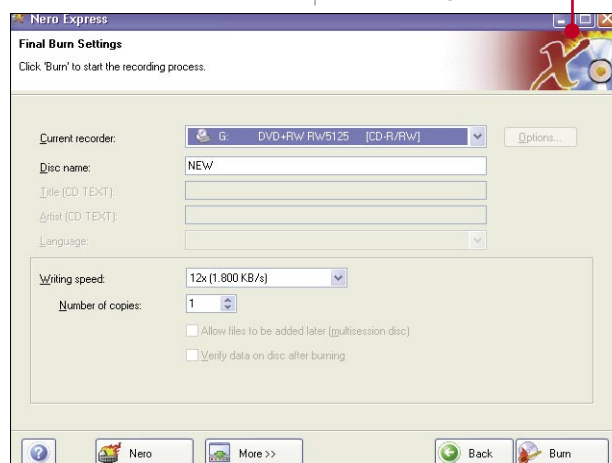 Nero Express
Final Burn Settings
Click 'Burn' to start the recording process.
Current recorder: G: DVD+RW RW5125 [CD-R/RW] Options...
Disc name: NEW
Title (CD TEXT):
Artist (CD TEXT):
Language:
Writing speed: 12x (1.800 KB/s)
Number of copies: 1
Allow files to be added later (multisession disc)
Verify data on disc after burning
Nero More >> Back Burn